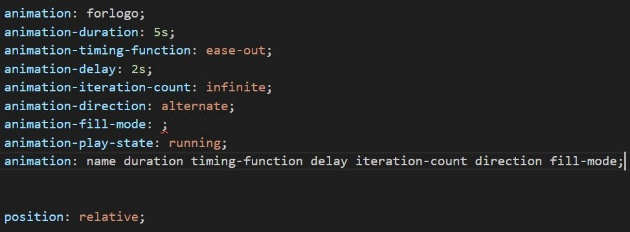 animation: forlogo;
animation-duration: 5s;
animation-timing-function: ease-out;
animation-delay: 2s;
animation-iteration-count: infinite;
animation-direction: alternate;
animation-fill-mode: ;
animation-play-state: running;
animation: name duration timing-function delay iteration-count direction fill-mode;
position: relative;